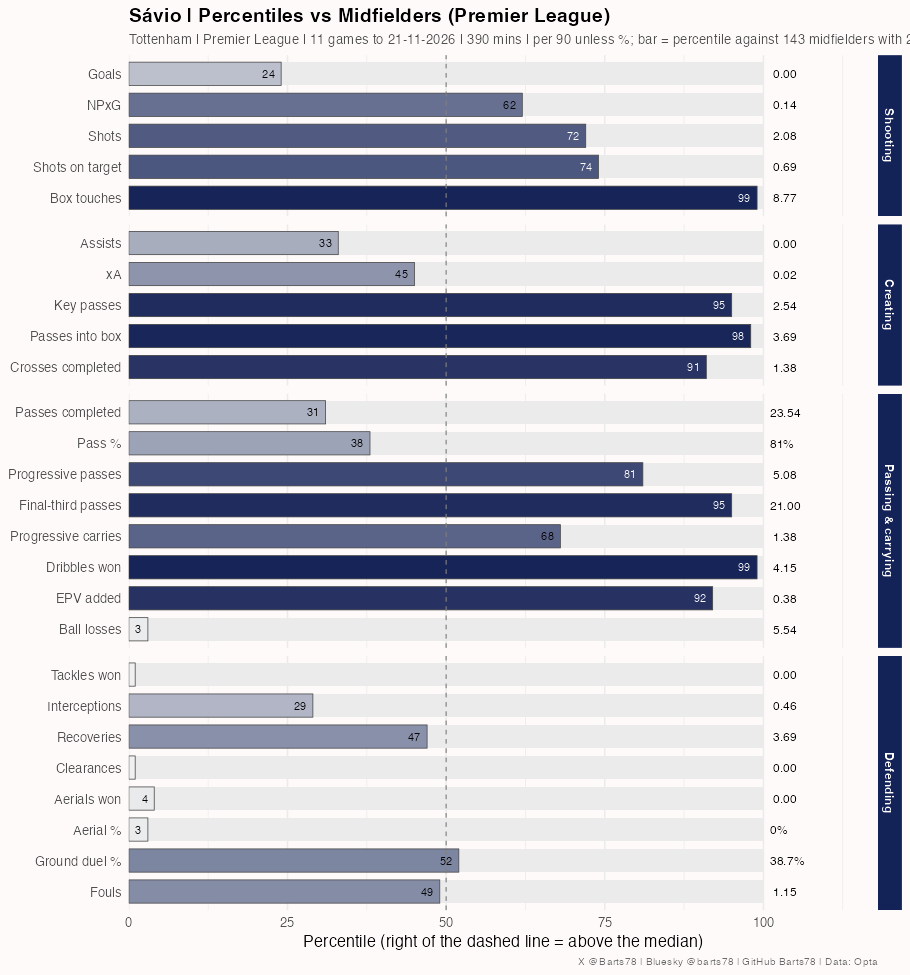 Sávio | Percentiles vs Midfielders (Premier League)
Tottenham | Premier League | 11 games to 21-11-2026 | 390 mins | per 90 unless %; bar = percentile against 143 midfielders with 2
Goals 24 0.00
NPxG 62 0.14
Shots 72 2.08
Shots on target 74 0.69
Box touches 99 8.77
Shooting
Assists 33 0.00
xA 45 0.02
Key passes 95 2.54
Passes into box 98 3.69
Crosses completed 91 1.38
Creating
Passes completed 31 23.54
Pass % 38 81%
Progressive passes 81 5.08
Final-third passes 95 21.00
Progressive carries 68 1.38
Dribbles won 99 4.15
EPV added 92 0.38
Ball losses 3 5.54
Passing & carrying
Tackles won 0.00
Interceptions 29 0.46
Recoveries 47 3.69
Clearances 0.00
Aerials won 4 0.00
Aerial % 3 0%
Ground duel % 52 38.7%
Fouls 49 1.15
Defending
0 25 50 75 100
Percentile (right of the dashed line = above the median)
X @Barts78 | Bluesky @barts78 | GitHub Barts78 | Data: Opta